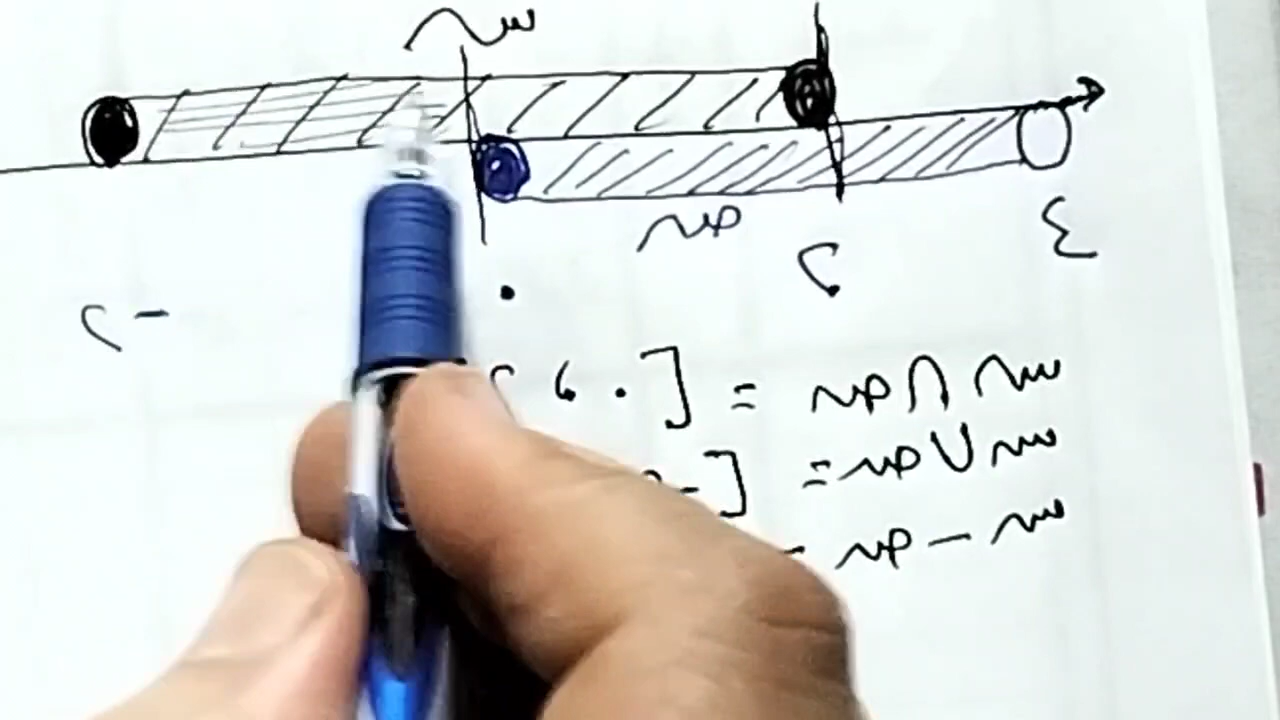 س
ص
-٢ ٠ ٢ ٤
س ∩ ص = [٠ ، ٢
س ∪ ص = [-
س - ص =